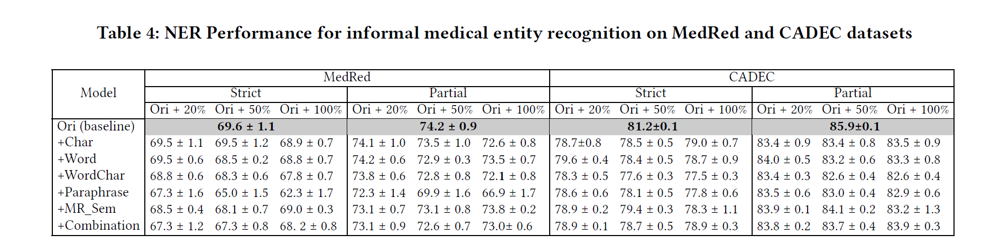 Table 4: NER Performance for informal medical entity recognition on MedRed and CADEC datasets
MedRed CADEC
Model Strict Partial Strict Partial
Ori + 20% Ori + 50% Ori + 100% Ori + 20% Ori + 50% Ori + 100% Ori + 20% Ori + 50% Ori + 100% Ori + 20% Ori + 50% Ori + 100%
Ori (baseline) 69.6 ± 1.1 74.2 ± 0.9 81.2±0.1 85.9±0.1
+Char 69.5 ± 1.1 69.5 ± 1.2 68.9 ± 0.7 74.1 ± 1.0 73.5 ± 1.0 72.6 ± 0.8 78.7±0.8 78.5 ± 0.5 79.0 ± 0.7 83.4 ± 0.9 83.4 ± 0.8 83.5 ± 0.9
+Word 69.5 ± 0.6 68.5 ± 0.2 68.8 ± 0.7 74.2 ± 0.6 72.9 ± 0.3 73.5 ± 0.7 79.6 ± 0.4 78.4 ± 0.5 78.7 ± 0.9 84.0 ± 0.5 83.2 ± 0.6 83.3 ± 0.8
+WordChar 68.8 ± 0.6 68.3 ± 0.6 67.8 ± 0.7 73.8 ± 0.6 72.8 ± 0.8 72.1 ± 0.8 78.3 ± 0.5 77.6 ± 0.3 77.5 ± 0.3 83.4 ± 0.3 82.6 ± 0.4 82.6 ± 0.4
+Paraphrase 67.3 ± 1.6 65.0 ± 1.5 62.3 ± 1.7 72.3 ± 1.4 69.9 ± 1.6 66.9 ± 1.7 78.6 ± 0.6 78.1 ± 0.5 77.8 ± 0.6 83.5 ± 0.6 83.0 ± 0.4 82.9 ± 0.6
+MR_Sem 68.5 ± 0.4 68.1 ± 0.7 69.0 ± 0.3 73.1 ± 0.7 73.1 ± 0.8 73.8 ± 0.2 78.9 ± 0.2 79.4 ± 0.3 78.3 ± 1.1 83.9 ± 0.1 84.1 ± 0.2 83.2 ± 1.3
+Combination 67.3 ± 1.2 67.3 ± 0.8 68. 2 ± 0.8 73.1 ± 0.9 72.6 ± 0.7 73.0± 0.6 78.9 ± 0.1 78.7 ± 0.5 78.9 ± 0.3 83.8 ± 0.2 83.7 ± 0.4 83.9 ± 0.3